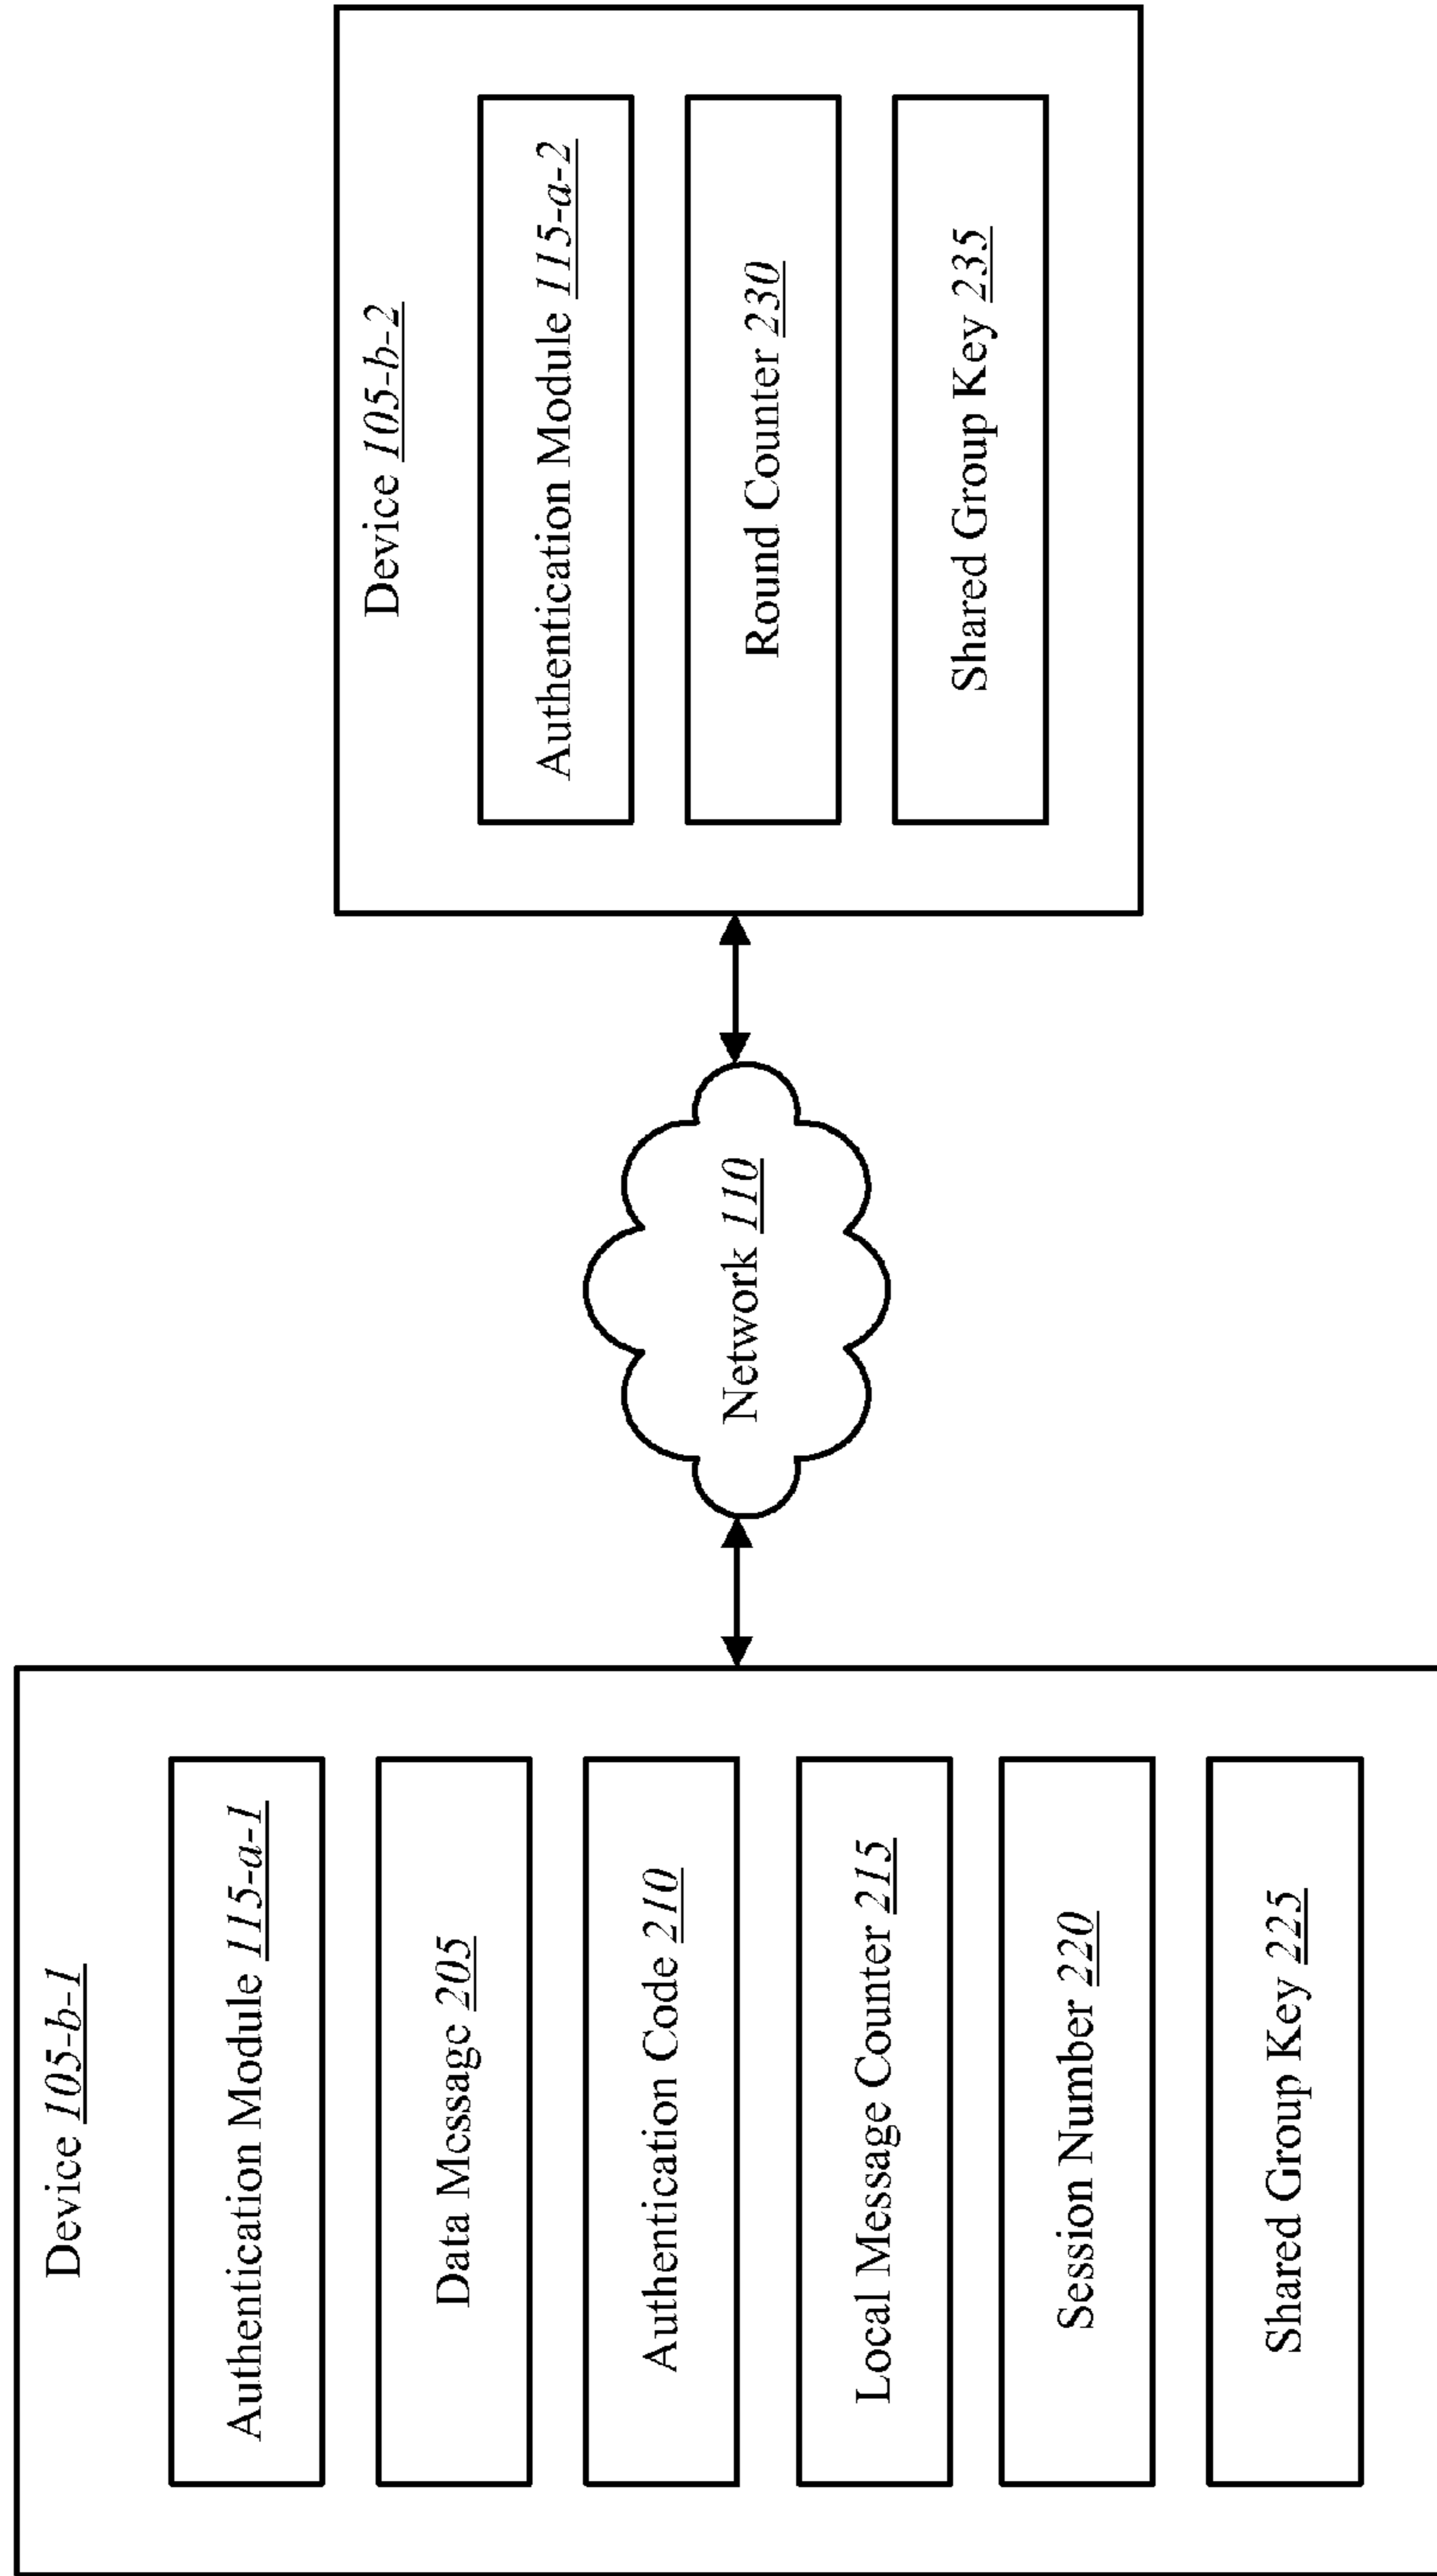 Device 105-b-1
Authentication Module 115-a-1
Data Message 205
Authentication Code 210
Local Message Counter 215
Session Number 220
Shared Group Key 225
Network 110
Device 105-b-2
Authentication Module 115-a-2
Round Counter 230
Shared Group Key 235